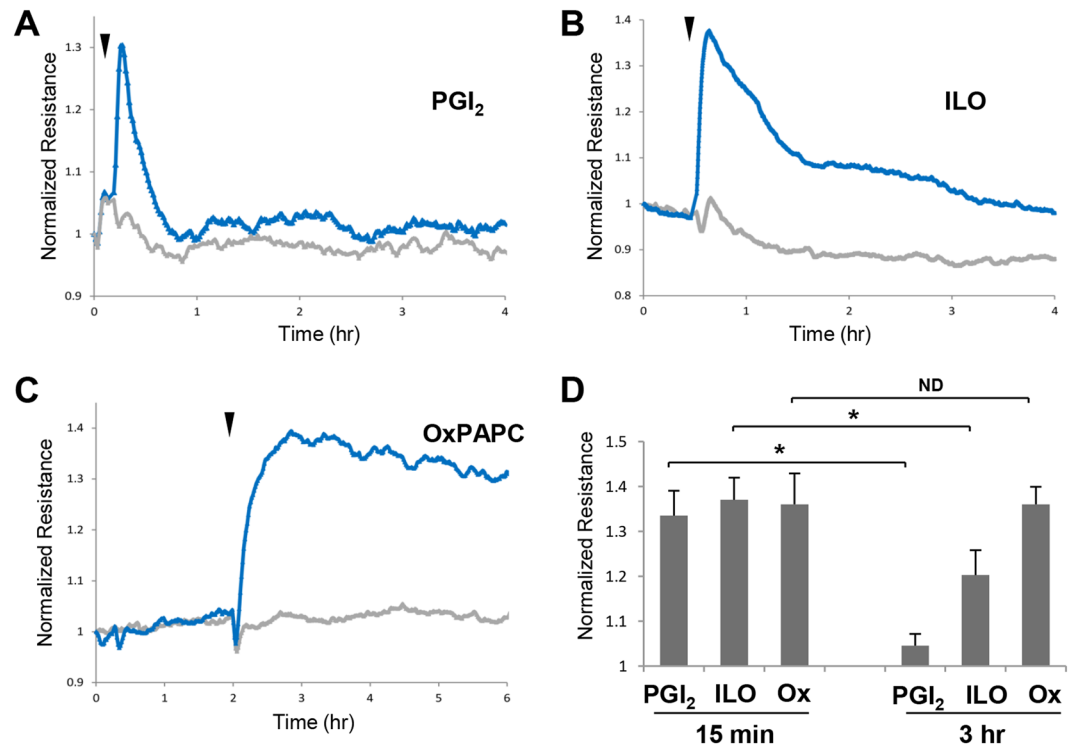 A
Normalized Resistance
1.3
1.2
1.1
1
0.9
PGI₂
0
1
2
3
4
Time (hr)
B
Normalized Resistance
1.4
1.3
1.2
1.1
1
0.9
0.8
ILO
0
1
2
3
4
Time (hr)
C
Normalized Resistance
1.4
1.3
1.2
1.1
1
0.9
OxPAPC
0
1
2
3
4
5
6
Time (hr)
D
ND
*
*
Normalized Resistance
1.5
1.4
1.3
1.2
1.1
1
PGI₂ ILO Ox PGI₂ ILO Ox
15 min 3 hr